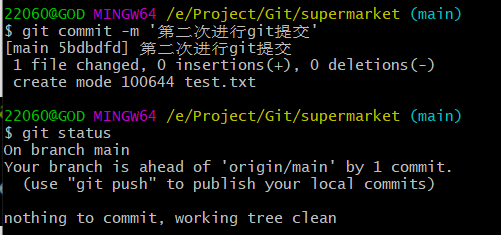 22060@GOD MINGW64 /e/Project/Git/supermarket (main)
$ git commit -m '第二次进行git提交'
[main 5bdbdfd] 第二次进行git提交
 1 file changed, 0 insertions(+), 0 deletions(-)
 create mode 100644 test.txt
22060@GOD MINGW64 /e/Project/Git/supermarket (main)
$ git status
On branch main
Your branch is ahead of 'origin/main' by 1 commit.
  (use "git push" to publish your local commits)
nothing to commit, working tree clean